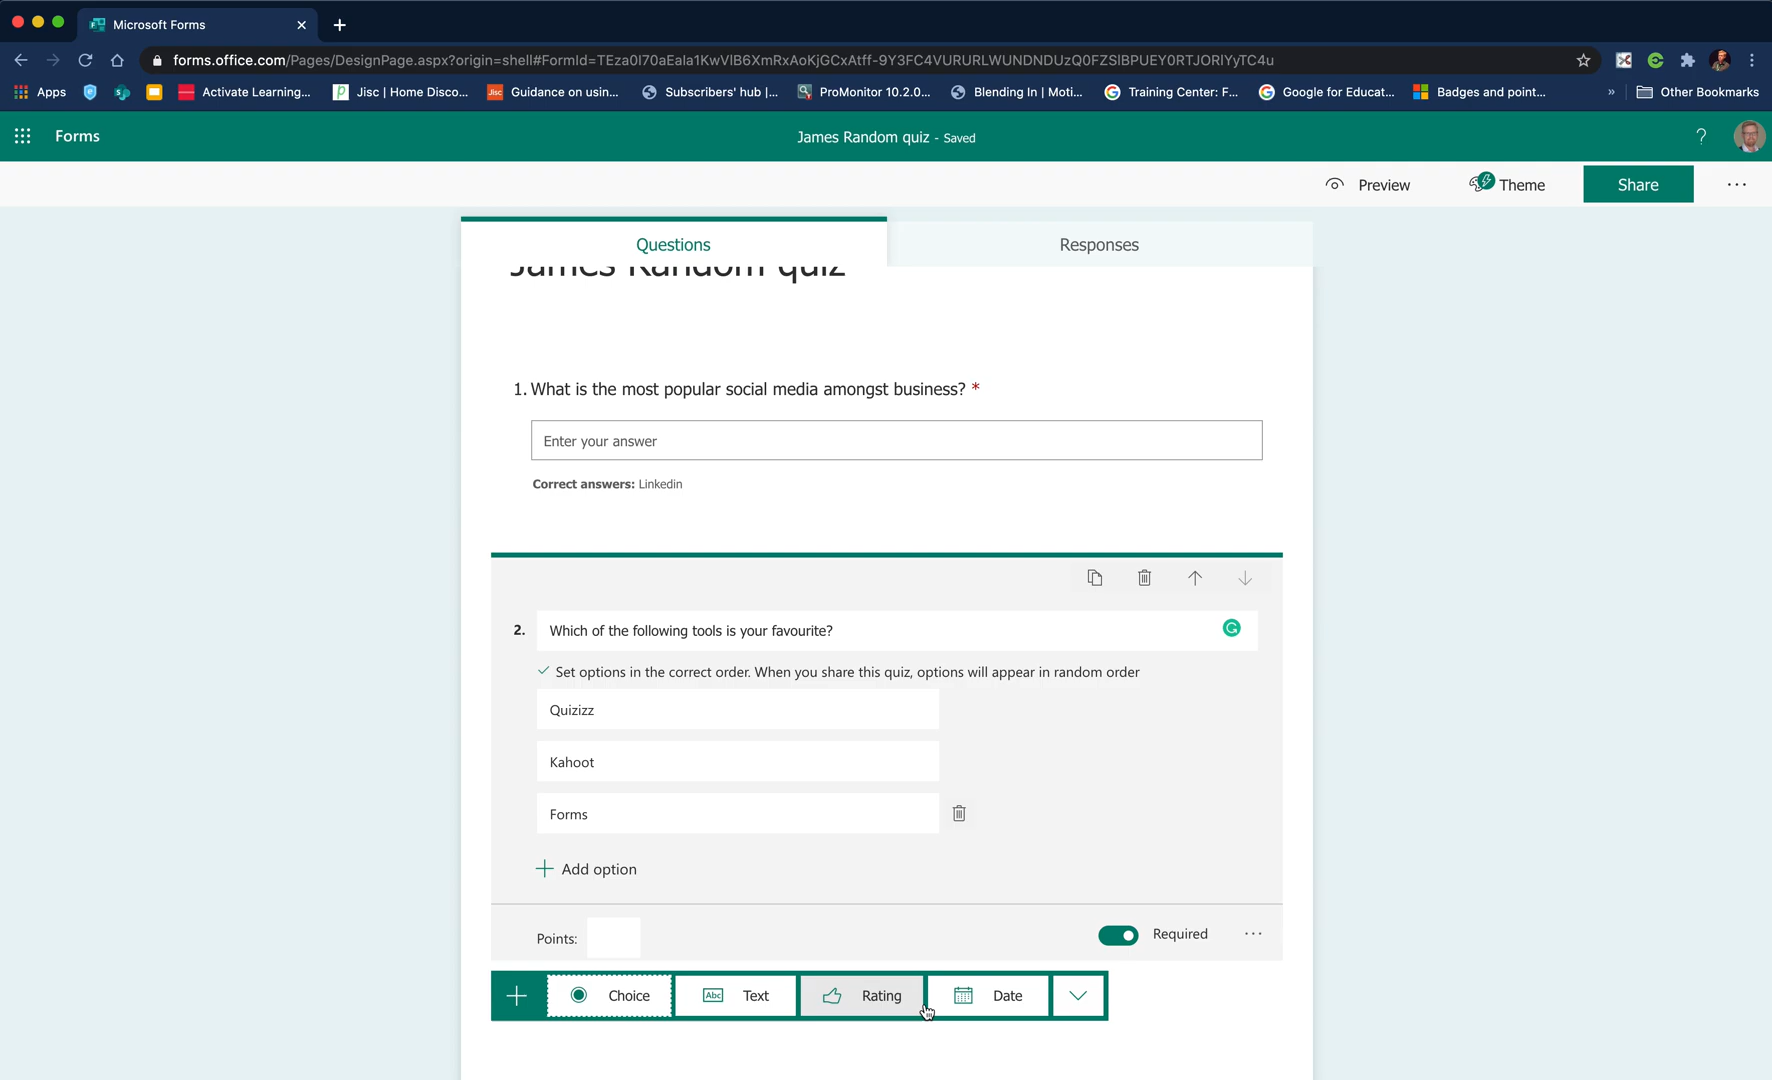 Microsoft Forms
forms.office.com/Pages/DesignPage.aspx?origin=shell#FormId=TEza0I70aEala1KwVlB6XmRxAoKjGCxAtff-9Y3FC4VURURLWUNDNDUzQ0FZSlBPUEY0RTJORlYyTC4u
Apps
Activate Learning...
Jisc | Home Disco...
Guidance on usin...
Subscribers' hub |...
ProMonitor 10.2.0...
Blending In | Moti...
Training Center: F...
Google for Educat...
Badges and point...
»
Other Bookmarks
Forms
James Random quiz - Saved
?
Preview
Theme
Share
Questions
Responses
James Random quiz
1. What is the most popular social media amongst business? *
Enter your answer
Correct answers: Linkedin
2. Which of the following tools is your favourite?
Set options in the correct order. When you share this quiz, options will appear in random order
Quizizz
Kahoot
Forms
Add option
Points:
Required
Choice
Abc Text
Rating
Date